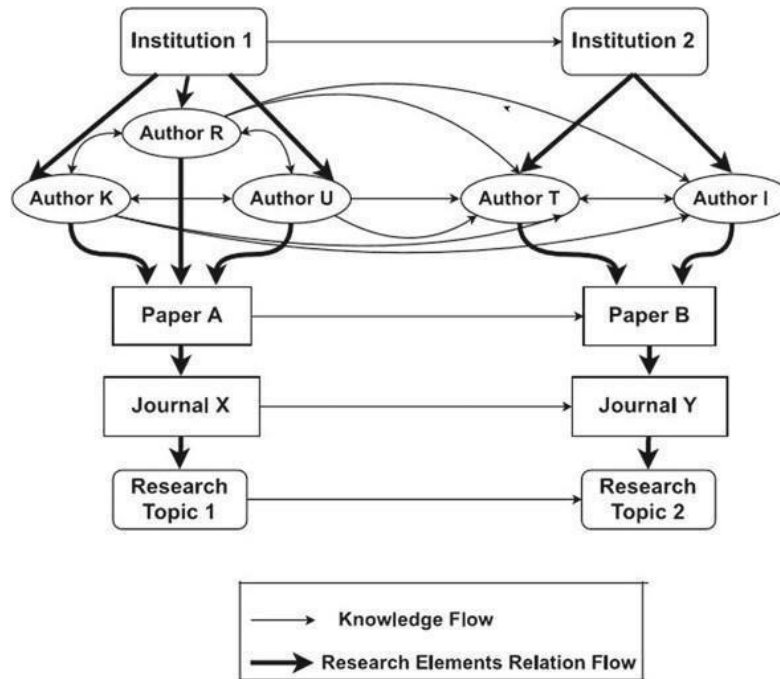 Institution 1
Institution 2
Author R
Author K
Author U
Author T
Author I
Paper A
Paper B
Journal X
Journal Y
Research
Topic 1
Research
Topic 2
Knowledge Flow
Research Elements Relation Flow